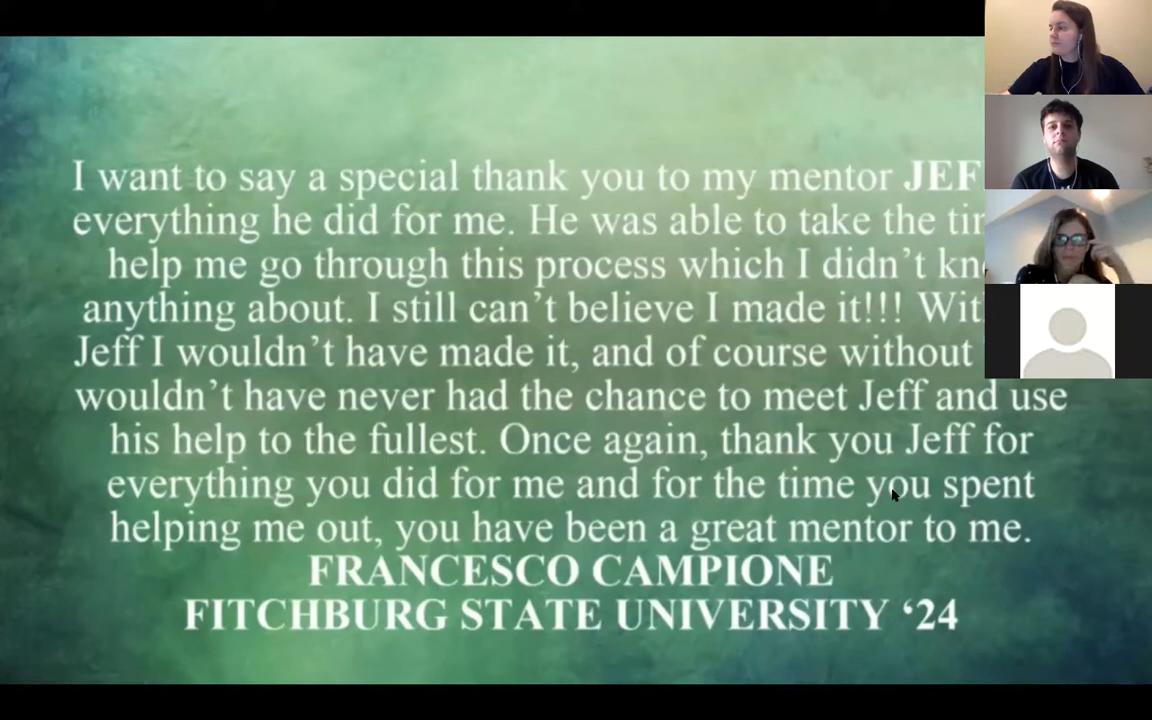 I want to say a special thank you to my mentor
everything he did for me. He was able to take the
help me go through this process which I didn’t
anything about. I still can’t believe I made it!!!
Jeff I wouldn’t have made it, and of course without
wouldn’t have never had the chance to meet Jeff and use
his help to the fullest. Once again, thank you Jeff for
everything you did for me and for the time you spent
helping me out, you have been a great mentor to me.
FRANCESCO CAMPIONE
FITCHBURG STATE UNIVERSITY ‘24